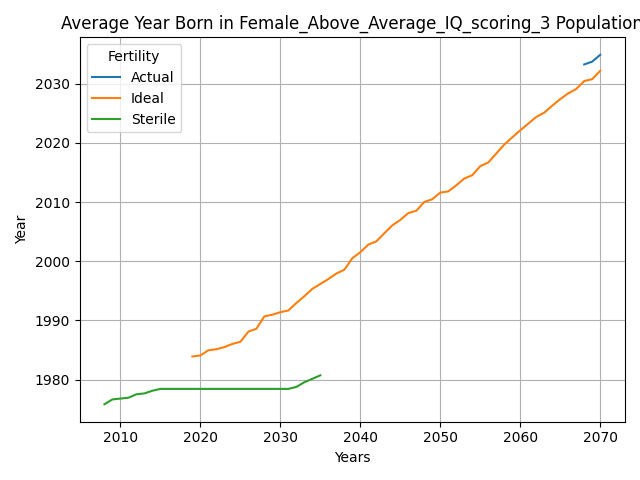 Average Year Born in Female_Above_Average_IQ_scoring_3 Population
Fertility
Actual
Ideal
Sterile
Year
2030
2020
2010
2000
1990
1980
2010
2020
2030
2040
2050
2060
2070
Years